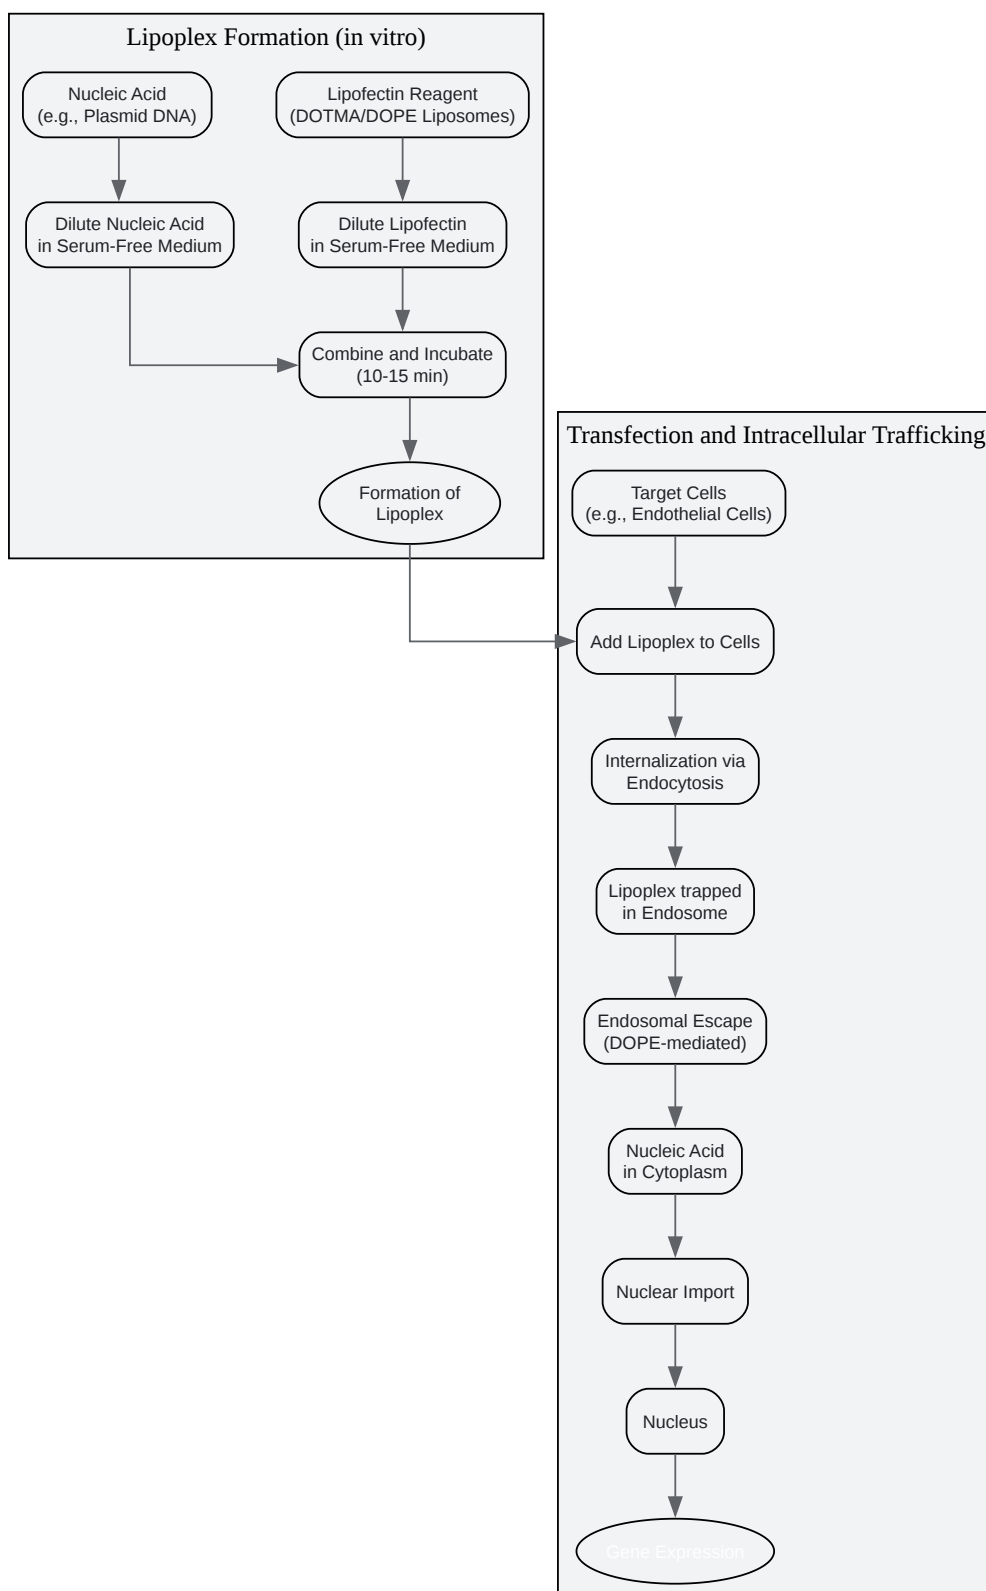 Lipoplex Formation (in vitro)
Nucleic Acid
(e.g., Plasmid DNA)
Lipofectin Reagent
(DOTMA/DOPE Liposomes)
Dilute Nucleic Acid
in Serum-Free Medium
Dilute Lipofectin
in Serum-Free Medium
Combine and Incubate
(10-15 min)
Formation of
Lipoplex
Transfection and Intracellular Trafficking
Target Cells
(e.g., Endothelial Cells)
Add Lipoplex to Cells
Internalization via
Endocytosis
Lipoplex trapped
in Endosome
Endosomal Escape
(DOPE-mediated)
Nucleic Acid
in Cytoplasm
Nuclear Import
Nucleus
Gene Expression